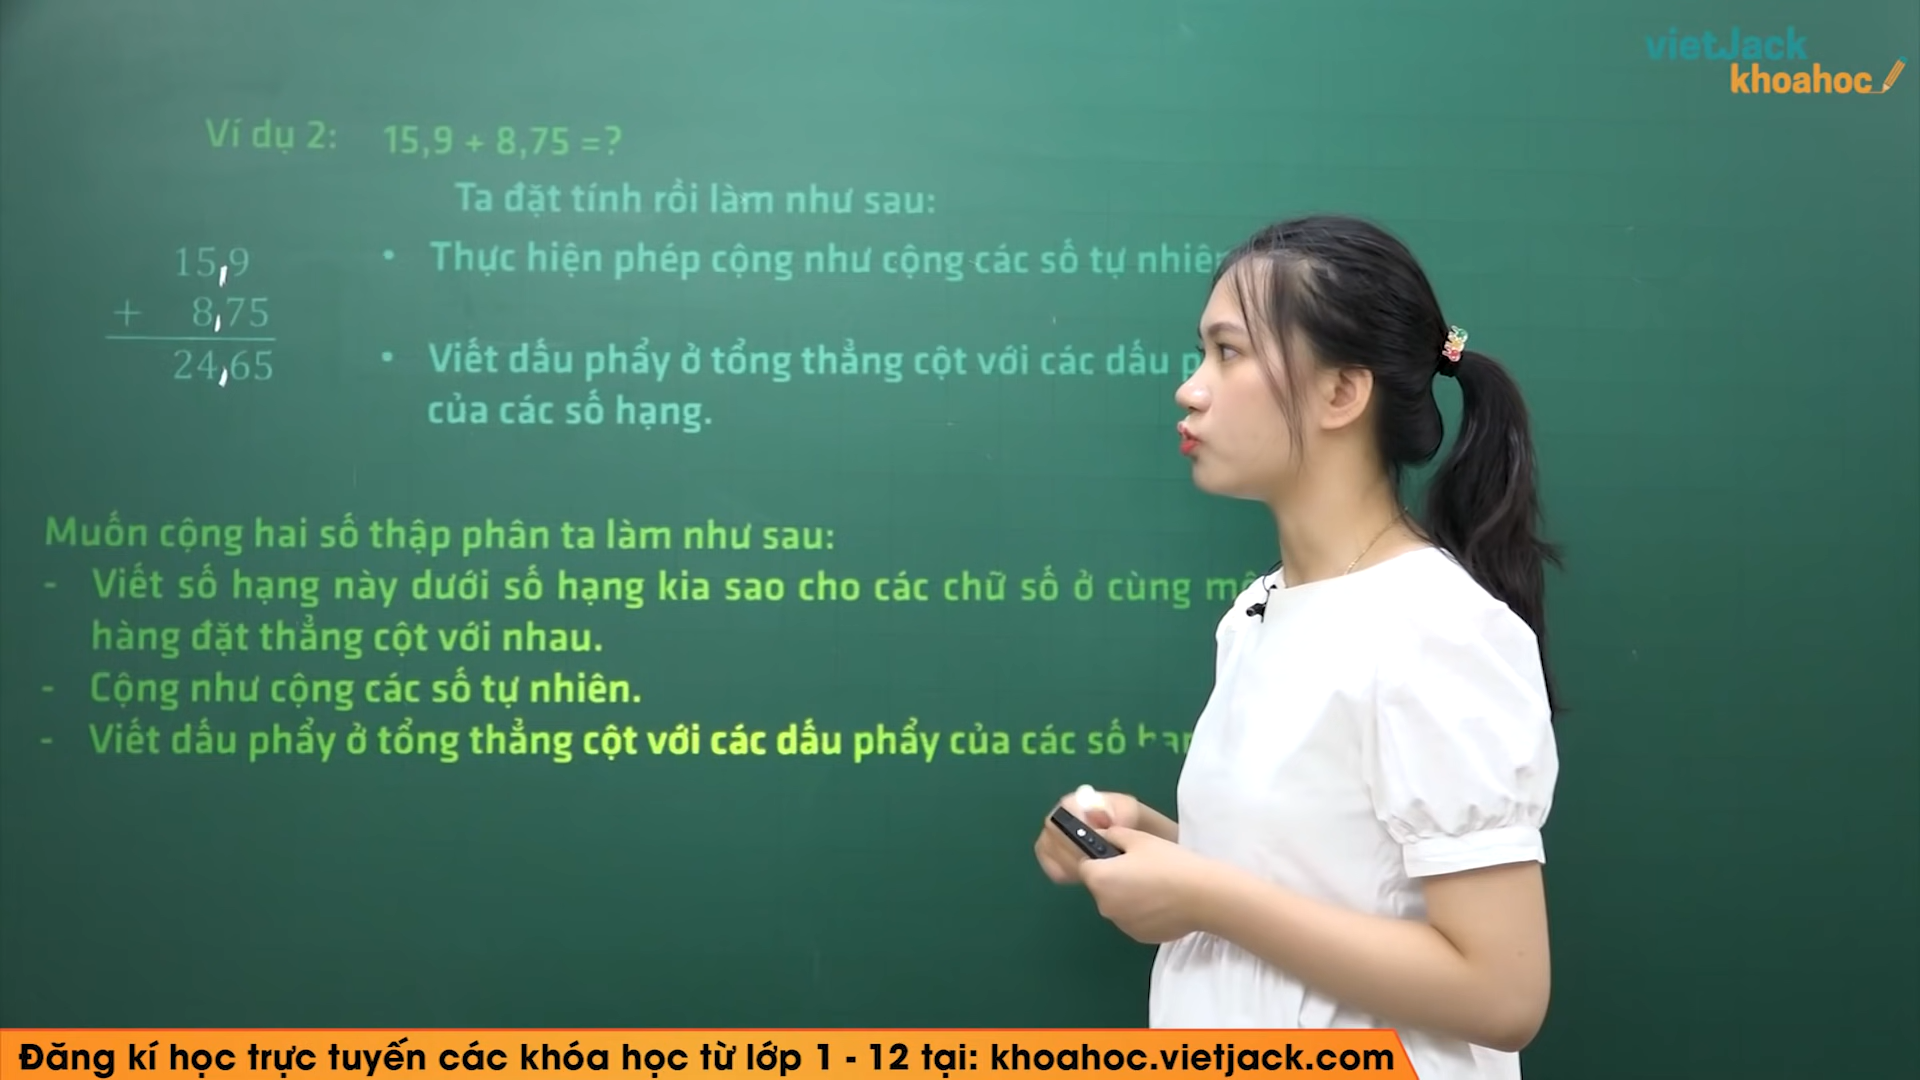 vietJack
khoahoc
Ví dụ 2: 15,9 + 8,75 =?
Ta đặt tính rồi làm như sau:
15,9
+ 8,75
24,65
• Thực hiện phép cộng như cộng các số tự nhiên
• Viết dấu phẩy ở tổng thẳng cột với các dấu
của các số hạng.
Muốn cộng hai số thập phân ta làm như sau:
- Viết số hạng này dưới số hạng kia sao cho các chữ số ở cùng
hàng đặt thẳng cột với nhau.
- Cộng như cộng các số tự nhiên.
- Viết dấu phẩy ở tổng thẳng cột với các dấu phẩy của các số
Đăng kí học trực tuyến các khóa học từ lớp 1 - 12 tại: khoahoc.vietjack.com